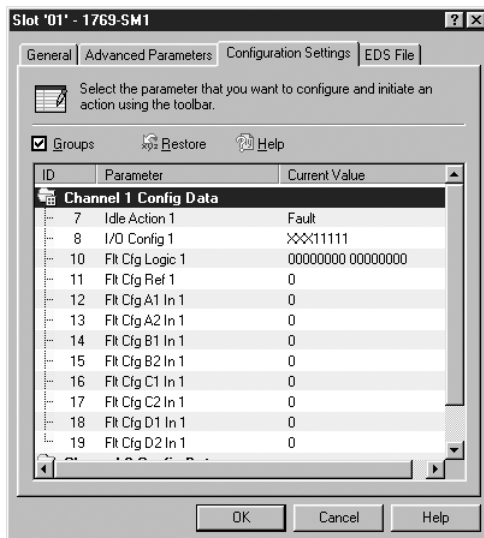 Slot '01' - 1769-SM1
General Advanced Parameters Configuration Settings EDS File
Select the parameter that you want to configure and initiate an
action using the toolbar.
Groups Restore Help
ID Parameter Current Value
Channel 1 Config Data
7 Idle Action 1 Fault
8 I/O Config 1 XXX11111
10 Flt Cfg Logic 1 00000000 00000000
11 Flt Cfg Ref 1 0
12 Flt Cfg A1 In 1 0
13 Flt Cfg A2 In 1 0
14 Flt Cfg B1 In 1 0
15 Flt Cfg B2 In 1 0
16 Flt Cfg C1 In 1 0
17 Flt Cfg C2 In 1 0
18 Flt Cfg D1 In 1 0
19 Flt Cfg D2 In 1 0
OK Cancel Help